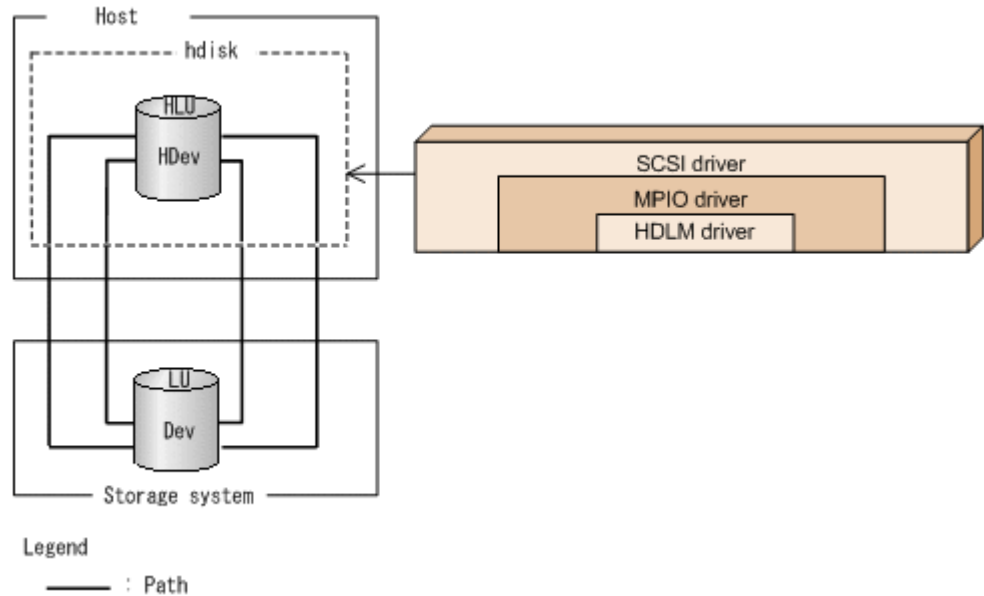 Host
hdisk
HLU
HDev
SCSI driver
MPIO driver
HDLM driver
LU
Dev
Storage system
Legend
: Path